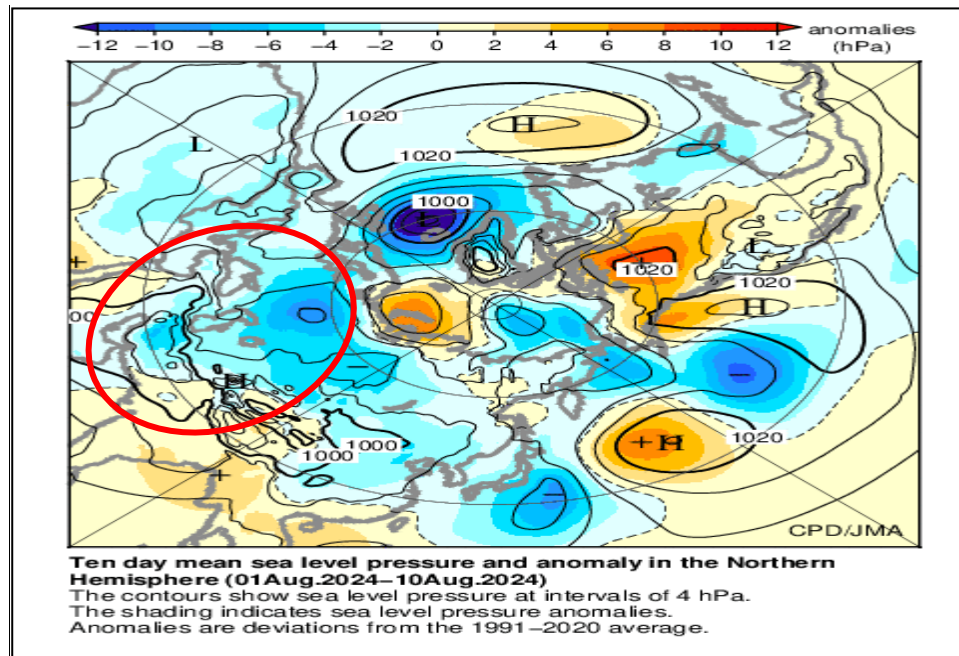 anomalies
−12 −10 −8 −6 −4 −2 0 2 4 6 8 10 12 (hPa)
1020
H
L
1020
1000
L
+
L
+
1020
1020
H
00
−
−
H
1020
+
H
1000
1000
+
−
CPD/JMA
Ten day mean sea level pressure and anomaly in the Northern
Hemisphere (01Aug.2024−10Aug.2024)
The contours show sea level pressure at intervals of 4 hPa.
The shading indicates sea level pressure anomalies.
Anomalies are deviations from the 1991−2020 average.